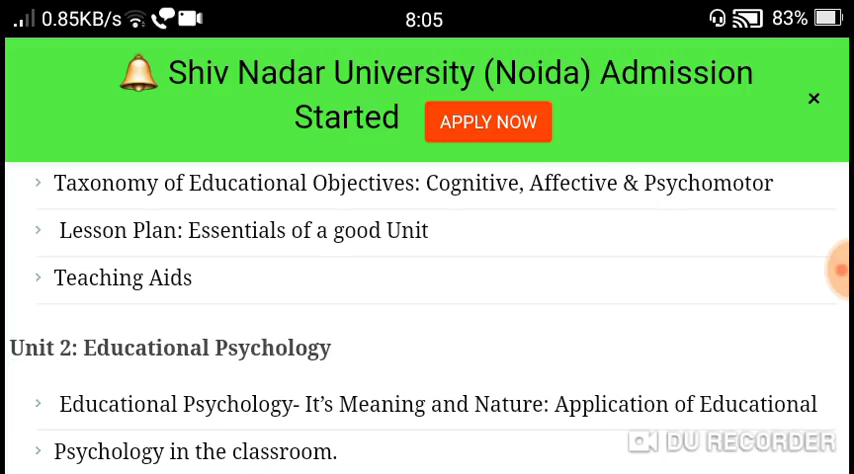 0.85KB/s 8:05 83%
🔔 Shiv Nadar University (Noida) Admission
Started APPLY NOW ×
Taxonomy of Educational Objectives: Cognitive, Affective & Psychomotor
Lesson Plan: Essentials of a good Unit
Teaching Aids
Unit 2: Educational Psychology
Educational Psychology- It’s Meaning and Nature: Application of Educational
Psychology in the classroom.
DU RECORDER